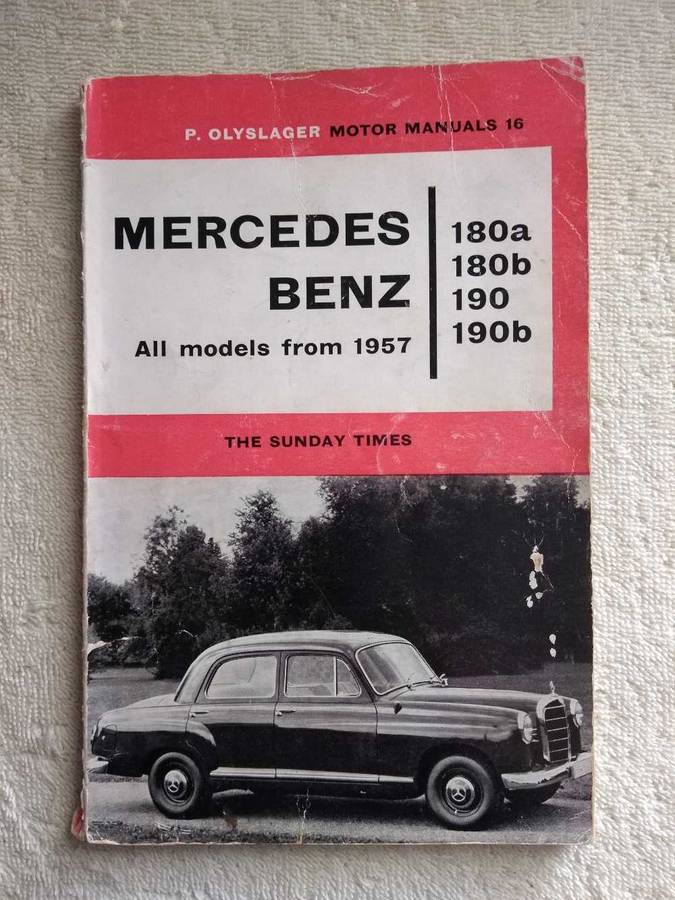 P. OLYSLAGER MOTOR MANUALS 16
MERCEDES
BENZ
All models from 1957
180a
180b
190
190b
THE SUNDAY TIMES